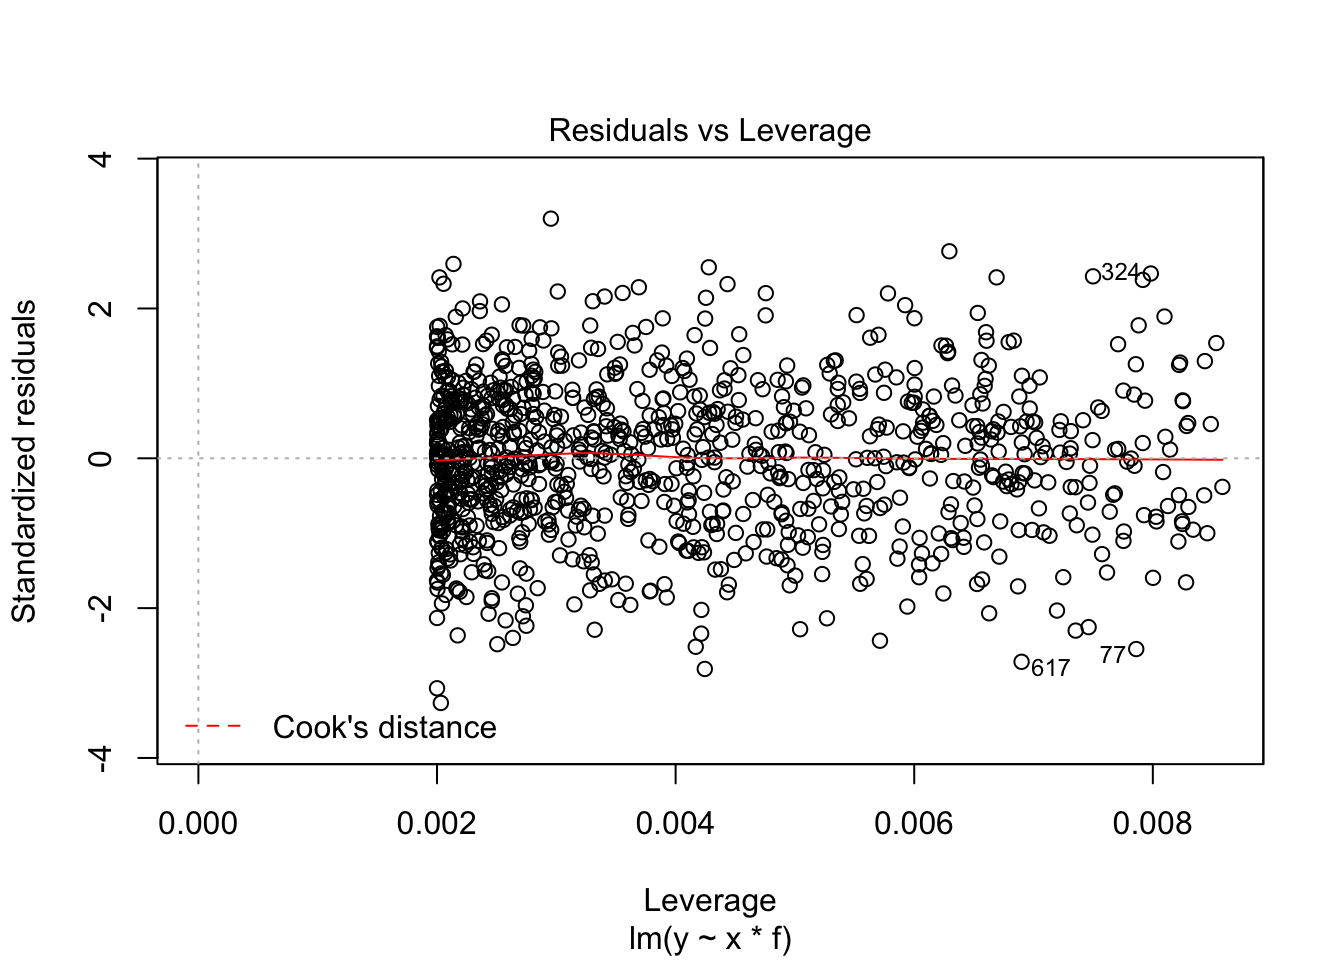 Residuals vs Leverage
Standardized residuals
4
2
0
-2
-4
324
77
617
Cook's distance
0.000 0.002 0.004 0.006 0.008
Leverage
lm(y ~ x * f)